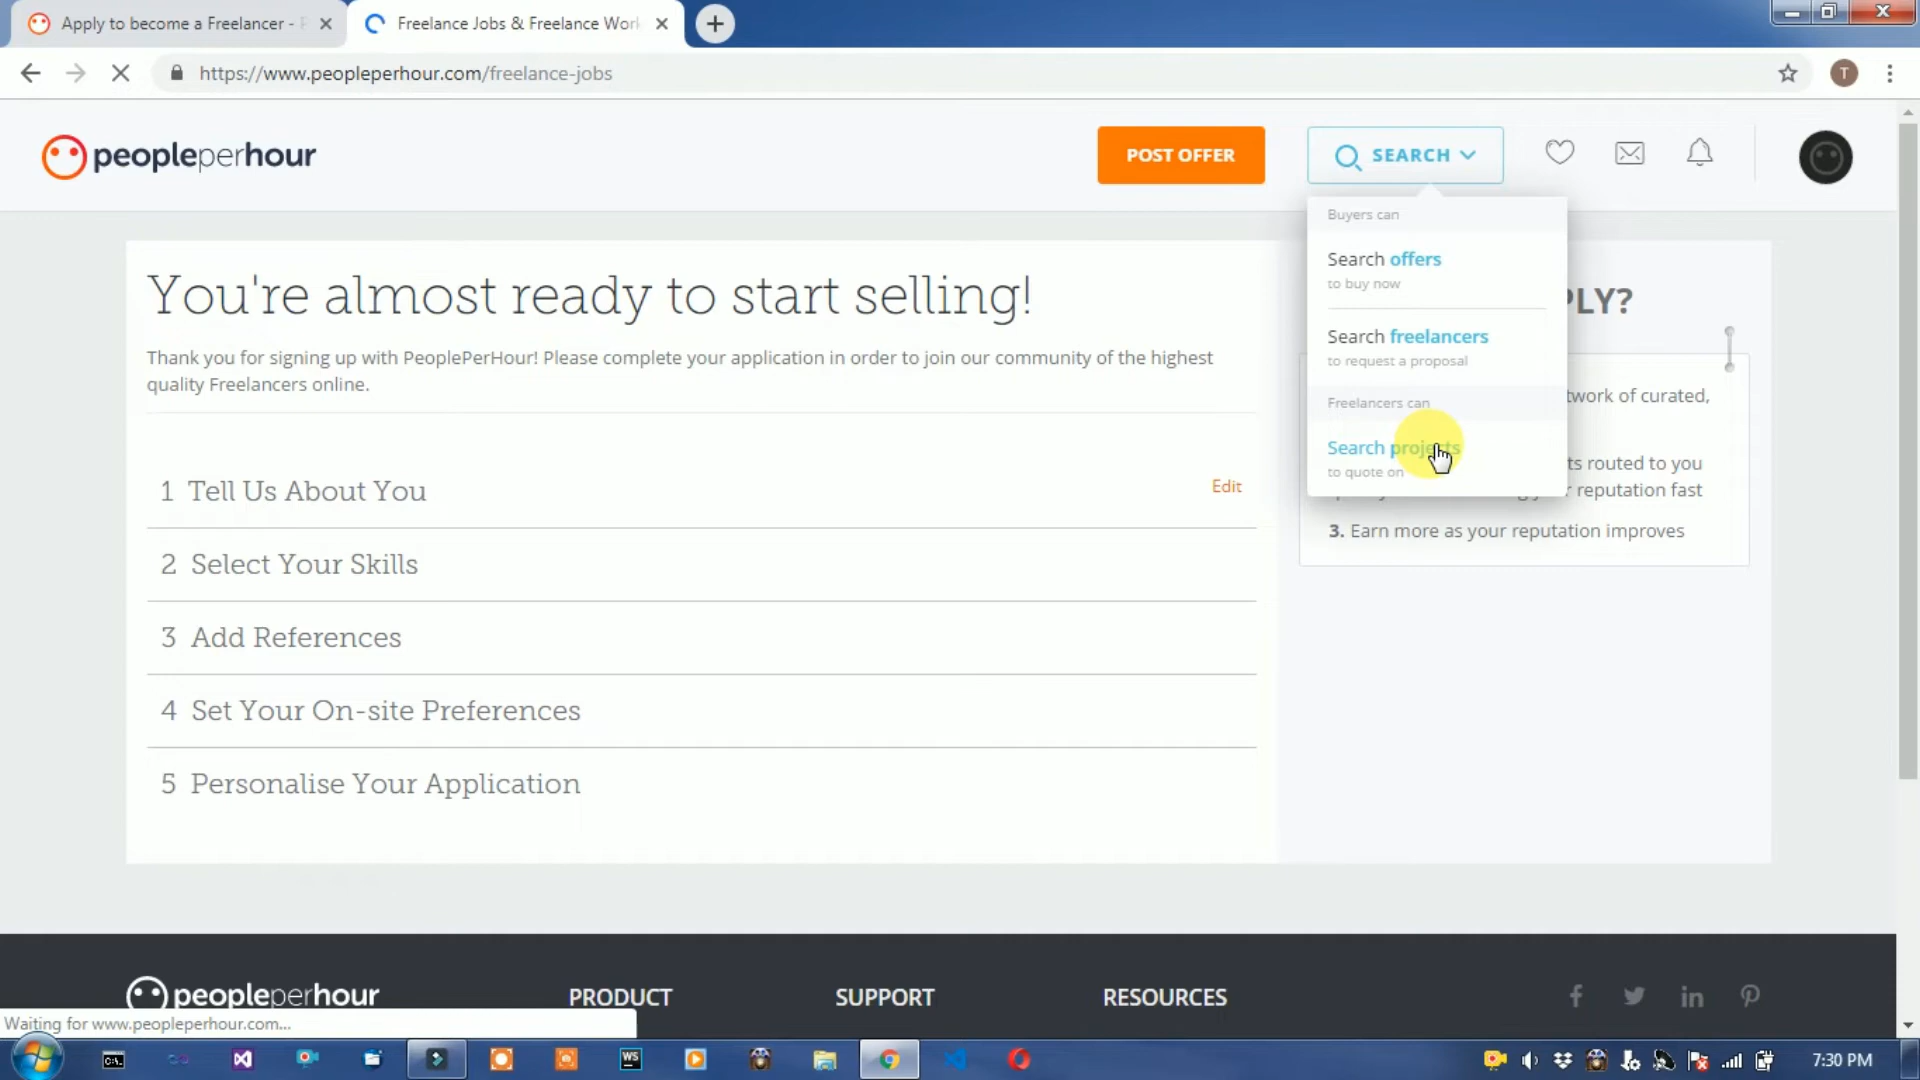 Apply to become a Freelancer -
Freelance Jobs & Freelance Work
https://www.peopleperhour.com/freelance-jobs
T
peopleperhour
POST OFFER
SEARCH
Buyers can
Search offers
to buy now
Search freelancers
to request a proposal
Freelancers can
Search projects
to quote on
PLY?
twork of curated,
ts routed to you
reputation fast
3. Earn more as your reputation improves
You're almost ready to start selling!
Thank you for signing up with PeoplePerHour! Please complete your application in order to join our community of the highest
quality Freelancers online.
1 Tell Us About You
Edit
2 Select Your Skills
3 Add References
4 Set Your On-site Preferences
5 Personalise Your Application
peopleperhour
PRODUCT
SUPPORT
RESOURCES
Waiting for www.peopleperhour.com...
WS
7:30 PM